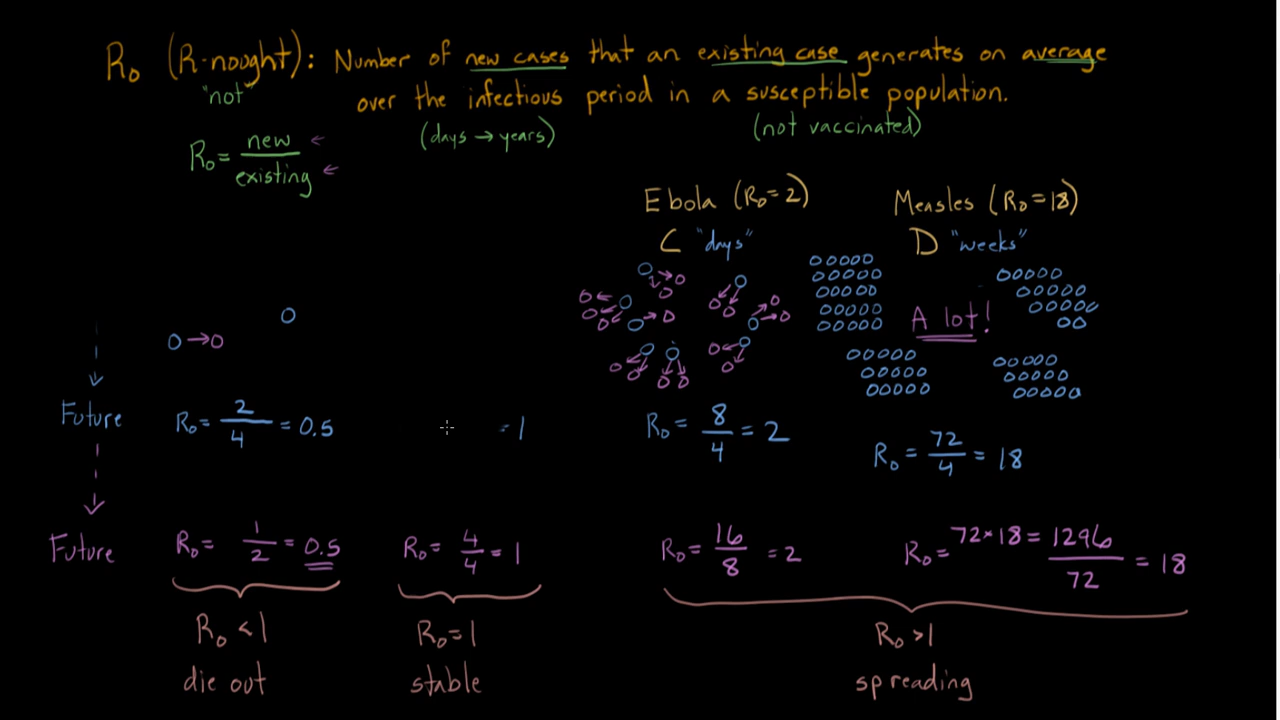 R₀ (R-nought): Number of new cases that an existing case generates on average
"not" over the infectious period in a susceptible population.
(days → years) (not vaccinated)
R₀ = new / existing
Ebola (R₀=2) Measles (R₀=18)
C "days" D "weeks"
A lot!
Future R₀ = 2/4 = 0.5 = 1 R₀ = 8/4 = 2 R₀ = 72/4 = 18
Future R₀ = 1/2 = 0.5 R₀ = 4/4 = 1 R₀ = 16/8 = 2 R₀ = 72×18 = 1296/72 = 18
R₀ < 1 R₀ = 1 R₀ > 1
die out stable spreading